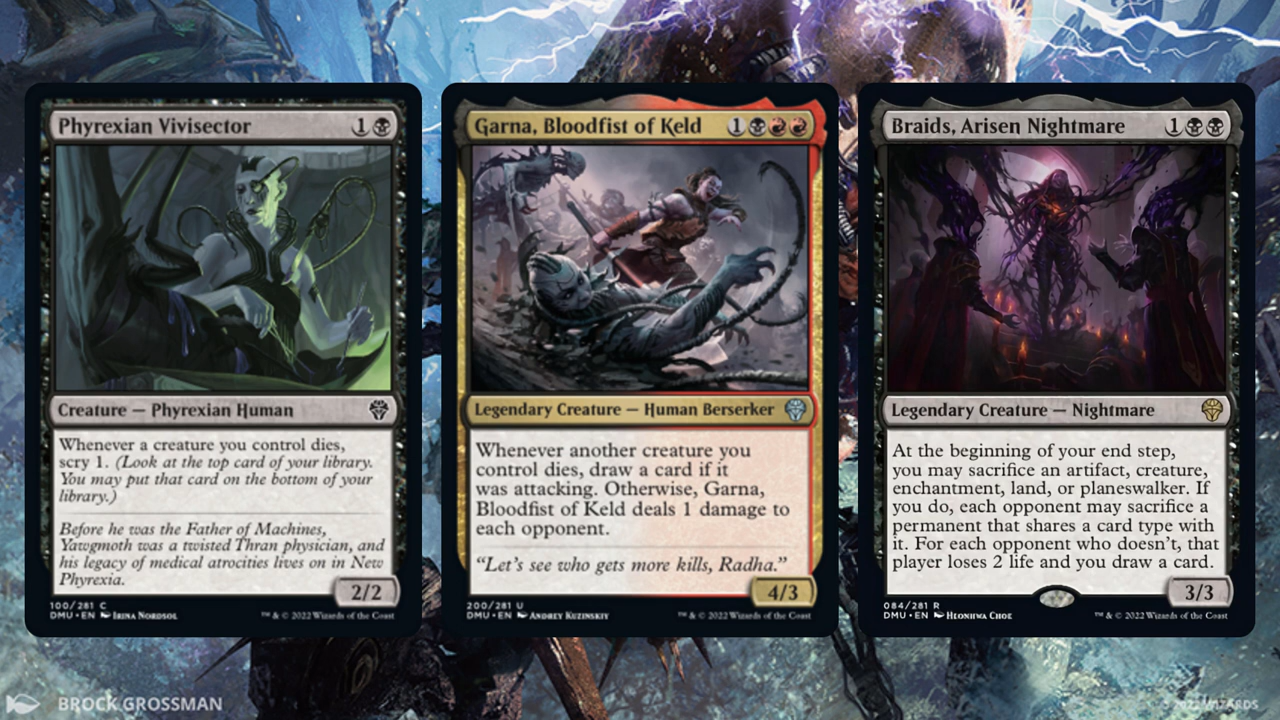 Phyrexian Vivisector 1
Creature — Phyrexian Human
Whenever a creature you control dies,
scry 1. (Look at the top card of your library.
You may put that card on the bottom of your
library.)
Before he was the Father of Machines,
Yawgmoth was a twisted Thran physician, and
his legacy of medical atrocities lives on in New
Phyrexia.
2/2
100/281 C
DMU • EN IRINA NORDSOL ™ & © 2022 Wizards of the Coast
Garna, Bloodfist of Keld 1
Legendary Creature — Human Berserker
Whenever another creature you
control dies, draw a card if it
was attacking. Otherwise, Garna,
Bloodfist of Keld deals 1 damage to
each opponent.
“Let’s see who gets more kills, Radha.”
4/3
200/281 U
DMU • EN ANDREY KUZINSKIY ™ & © 2022 Wizards of the Coast
Braids, Arisen Nightmare 1
Legendary Creature — Nightmare
At the beginning of your end step,
you may sacrifice an artifact, creature,
enchantment, land, or planeswalker. If
you do, each opponent may sacrifice a
permanent that shares a card type with
it. For each opponent who doesn’t, that
player loses 2 life and you draw a card.
3/3
084/281 R
DMU • EN HEONHWA CHOE ™ & © 2022 Wizards of the Coast
BROCK GROSSMAN
© 2022 WIZARDS